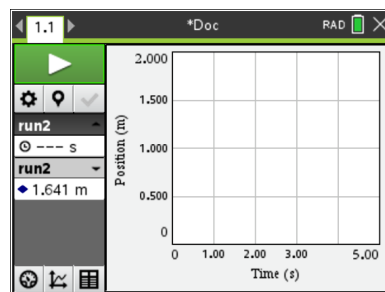 1.1
*Doc
RAD
run2
--- s
run2
1.641 m
Position (m)
2.000
1.500
1.000
0.500
0
0 1.00 2.00 3.00 5.00
Time (s)